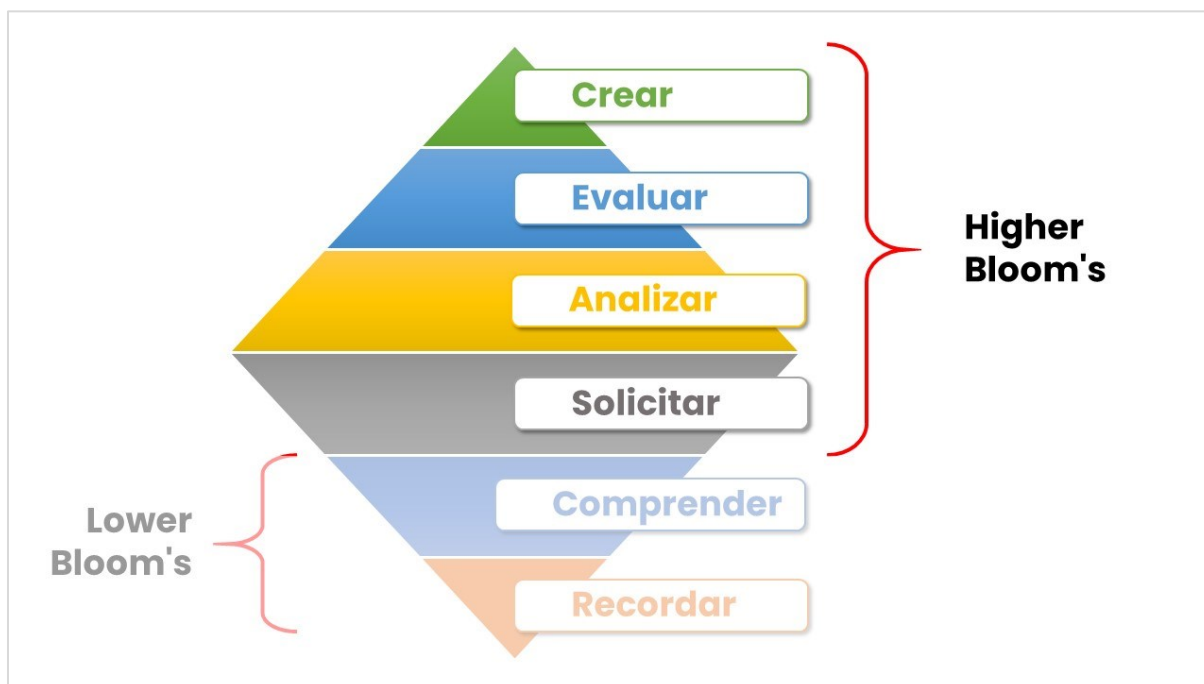 Crear
Evaluar
Higher
Bloom's
Analizar
Solicitar
Comprender
Lower
Bloom's
Recordar